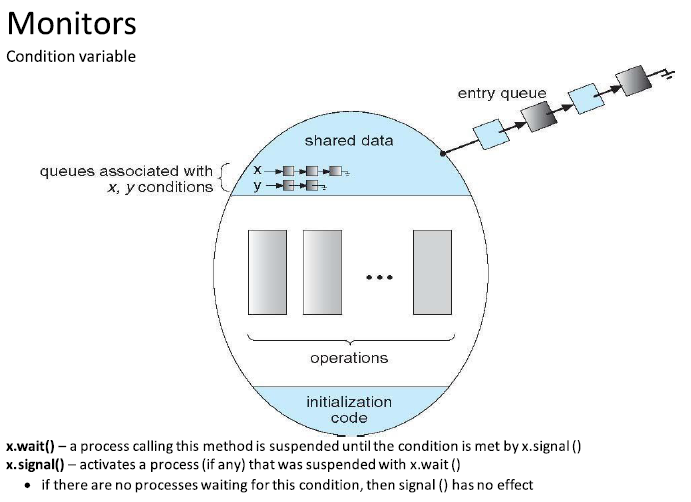 Monitors
Condition variable
entry queue
shared data
queues associated with
x, y conditions
x
y
•••
operations
initialization
code
x.wait() – a process calling this method is suspended until the condition is met by x.signal ()
x.signal() – activates a process (if any) that was suspended with x.wait ()
• if there are no processes waiting for this condition, then signal () has no effect